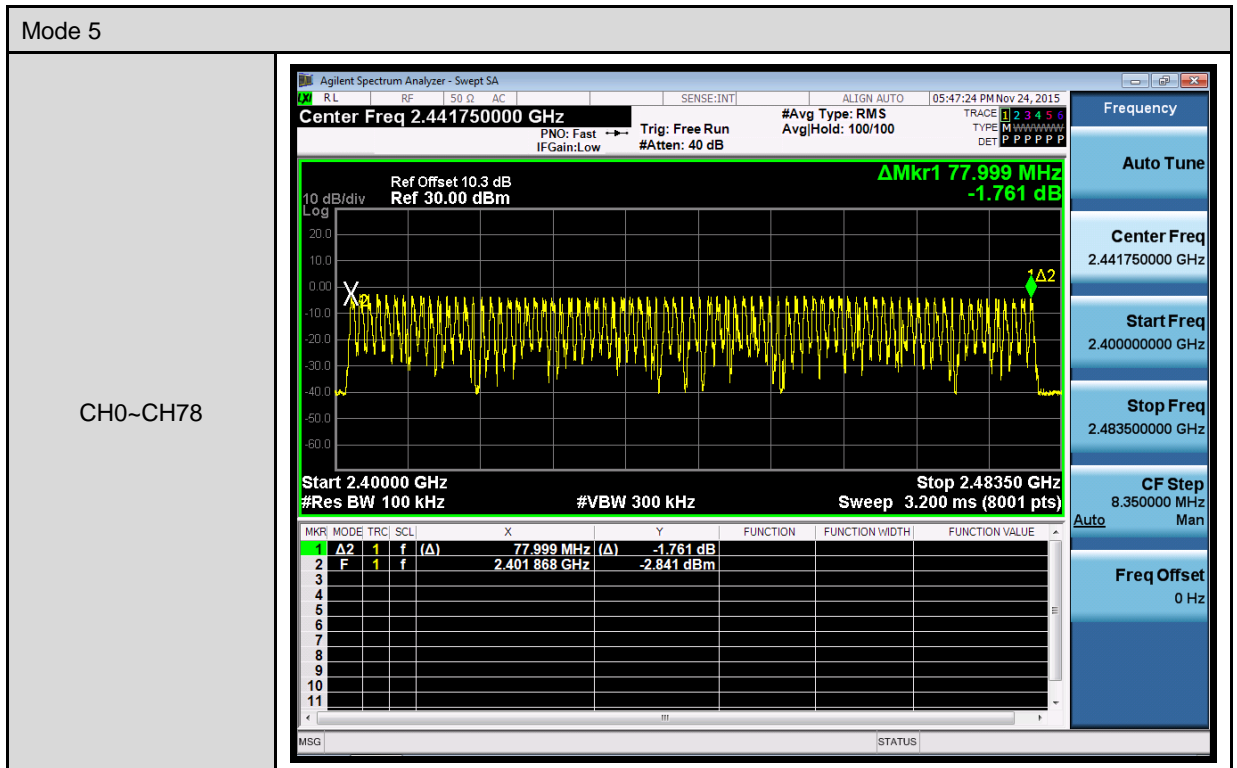 Mode 5
CH0~CH78
Agilent Spectrum Analyzer - Swept SA
LXI RL RF 50 Ω AC SENSE:INT ALIGN AUTO 05:47:24 PM Nov 24, 2015
Center Freq 2.441750000 GHz
PNO: Fast
IFGain:Low
Trig: Free Run
#Atten: 40 dB
#Avg Type: RMS
Avg|Hold: 100/100
TRACE 1 2 3 4 5 6
TYPE M WWWWW
DET P P P P P P
ΔMkr1 77.999 MHz
-1.761 dB
Ref Offset 10.3 dB
10 dB/div Ref 30.00 dBm
Log
20.0
10.0
0.00
-10.0
-20.0
-30.0
-40.0
-50.0
-60.0
2
1Δ2
Start 2.40000 GHz Stop 2.48350 GHz
#Res BW 100 kHz #VBW 300 kHz Sweep 3.200 ms (8001 pts)
MKR MODE TRC SCL X Y FUNCTION FUNCTION WIDTH FUNCTION VALUE
1 Δ2 1 f (Δ) 77.999 MHz (Δ) -1.761 dB
2 F 1 f 2.401 868 GHz -2.841 dBm
3
4
5
6
7
8
9
10
11
MSG STATUS
Frequency
Auto Tune
Center Freq
2.441750000 GHz
Start Freq
2.400000000 GHz
Stop Freq
2.483500000 GHz
CF Step
8.350000 MHz
Auto Man
Freq Offset
0 Hz